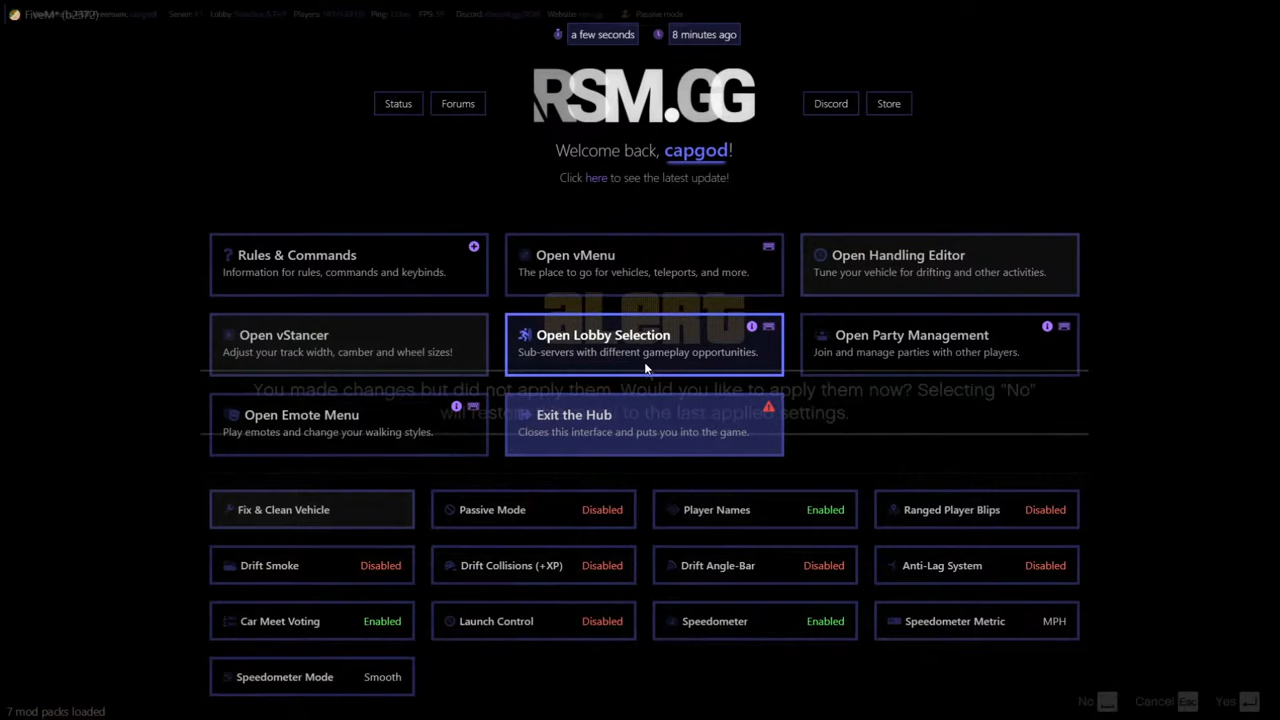 FiveM® (b2372)
a few seconds
8 minutes ago
Status
Forums
RSM.GG
Discord
Store
Welcome back, capgod!
Click here to see the latest update!
Rules & Commands
Information for rules, commands and keybinds.
Open vMenu
The place to go for vehicles, teleports, and more.
Open Handling Editor
Tune your vehicle for drifting and other activities.
alert
Open vStancer
Adjust your track width, camber and wheel sizes!
Open Lobby Selection
Sub-servers with different gameplay opportunities.
Open Party Management
Join and manage parties with other players.
You made changes but did not apply them. Would you like to apply them now? Selecting "No"
to the last applied settings.
Open Emote Menu
Play emotes and change your walking styles.
Exit the Hub
Closes this interface and puts you into the game.
Fix & Clean Vehicle
Passive Mode Disabled
Player Names Enabled
Ranged Player Blips Disabled
Drift Smoke Disabled
Drift Collisions (+XP) Disabled
Drift Angle-Bar Disabled
Anti-Lag System Disabled
Car Meet Voting Enabled
Launch Control Disabled
Speedometer Enabled
Speedometer Metric MPH
Speedometer Mode Smooth
7 mod packs loaded
No
Cancel Esc
Yes